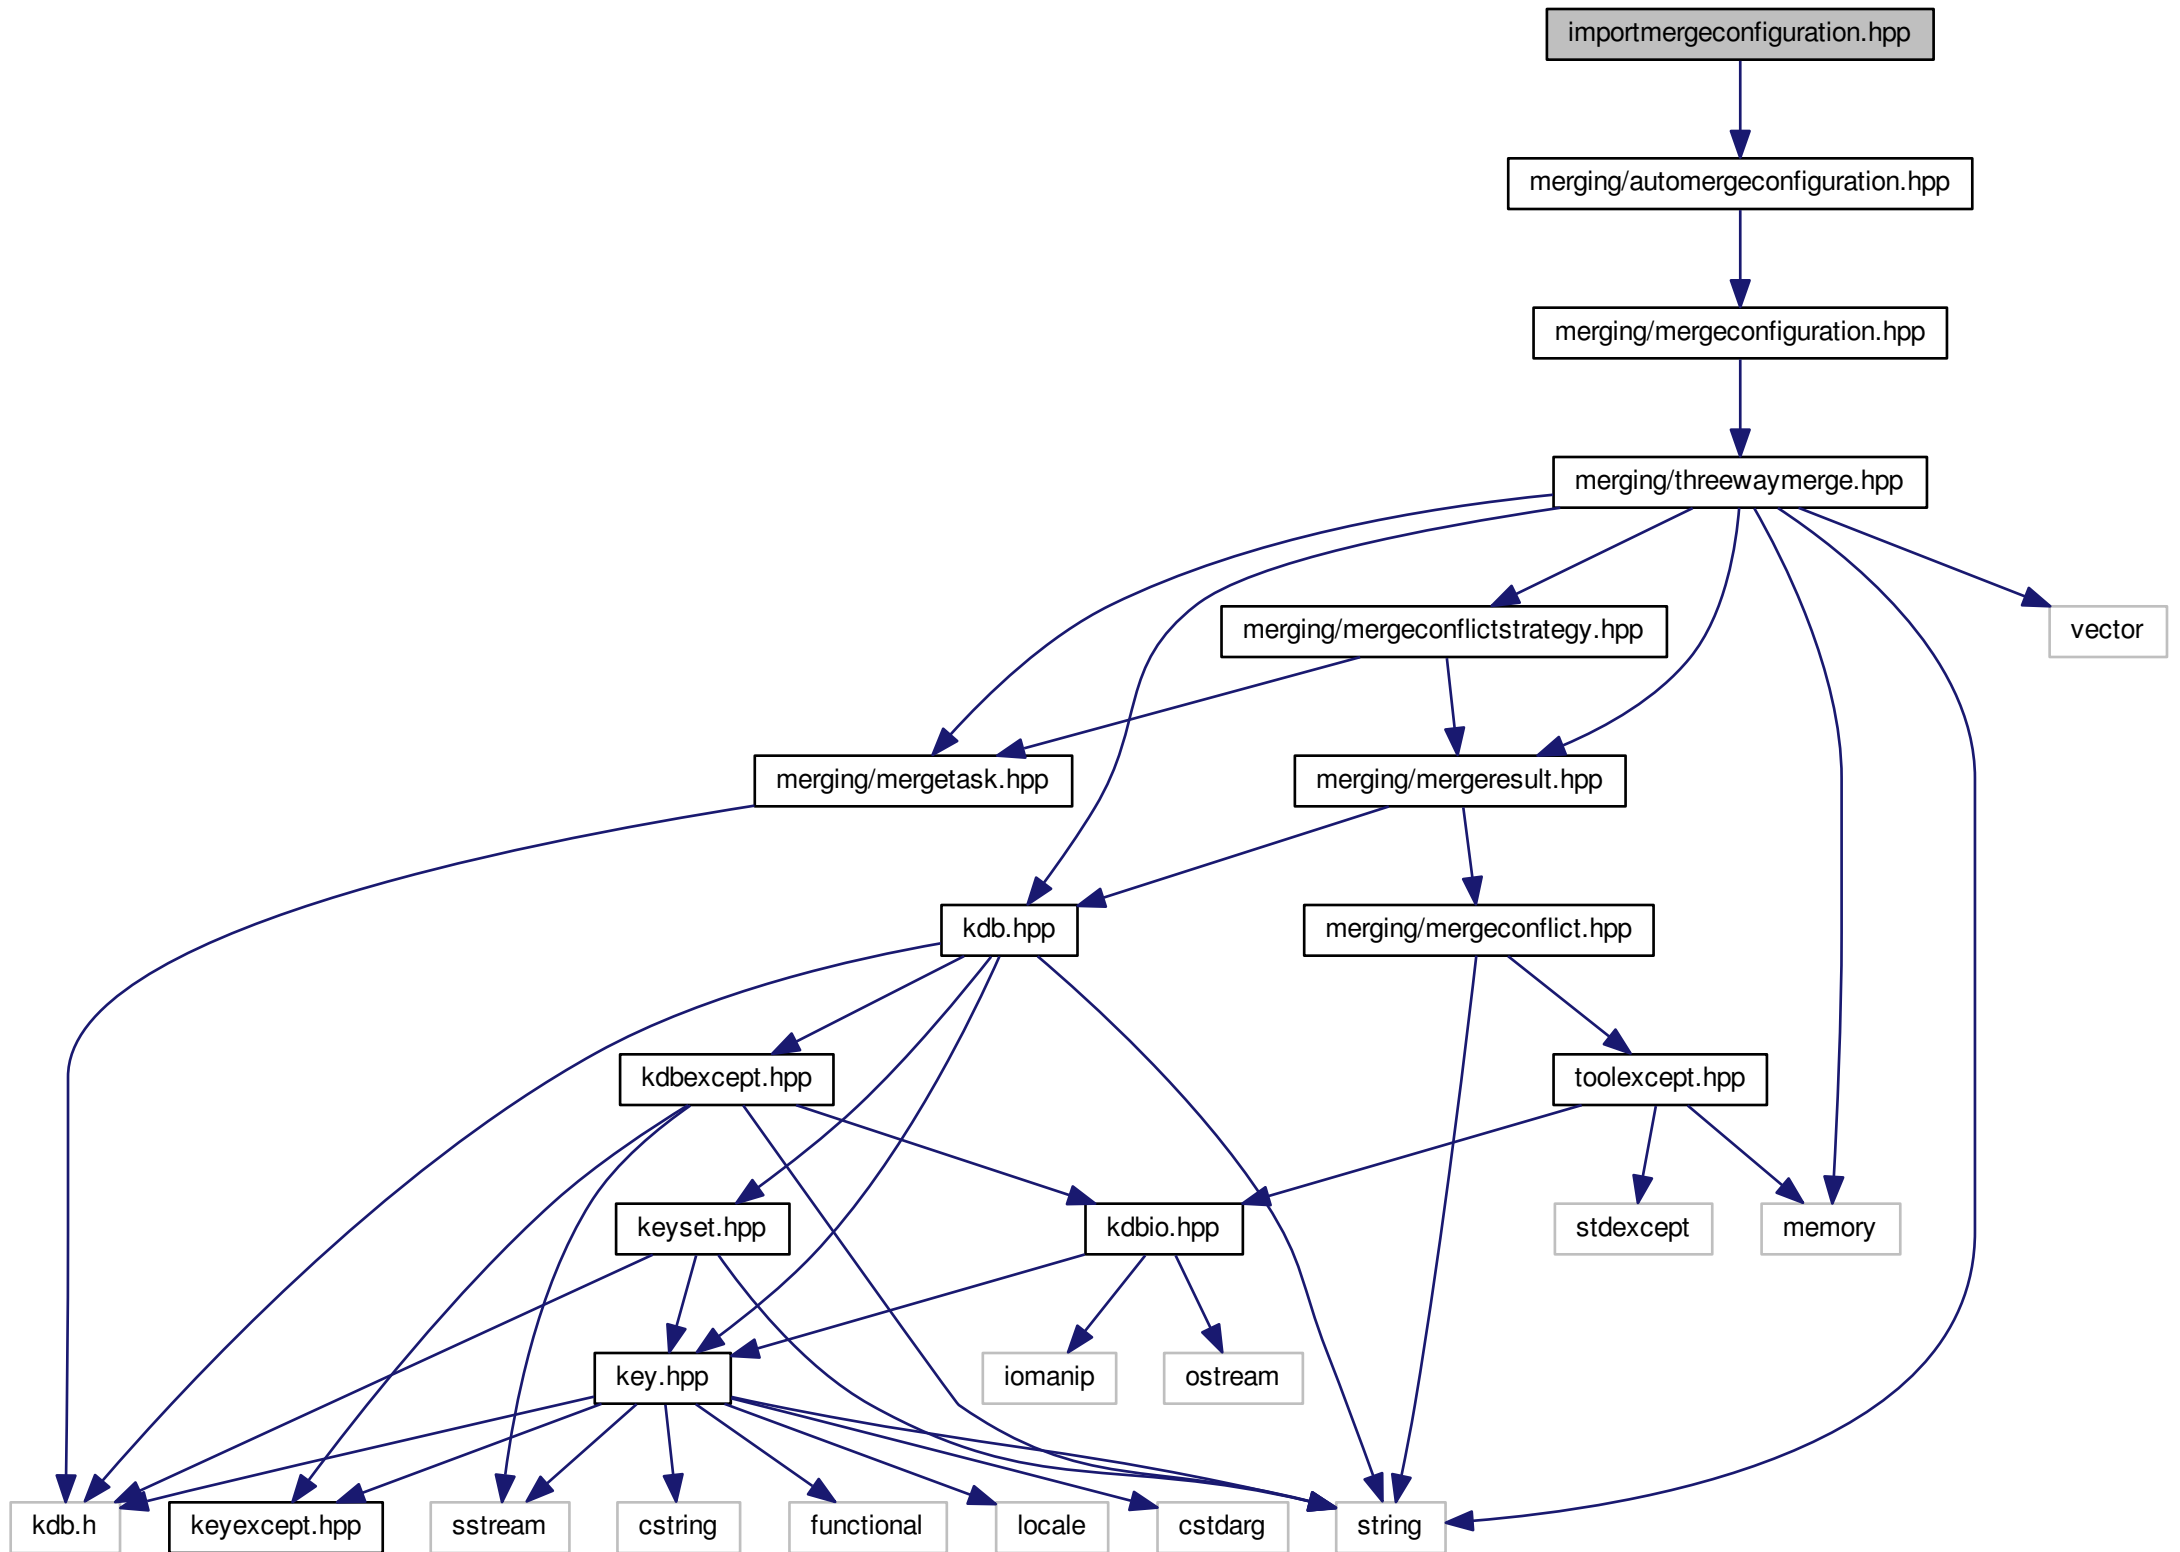 importmergeconfiguration.hpp
merging/automergeconfiguration.hpp
merging/mergeconfiguration.hpp
merging/threewaymerge.hpp
merging/mergeconflictstrategy.hpp
vector
merging/mergetask.hpp
merging/mergeresult.hpp
kdb.hpp
merging/mergeconflict.hpp
kdbexcept.hpp
toolexcept.hpp
keyset.hpp
kdbio.hpp
stdexcept
memory
key.hpp
iomanip
ostream
kdb.h
keyexcept.hpp
sstream
cstring
functional
locale
cstdarg
string